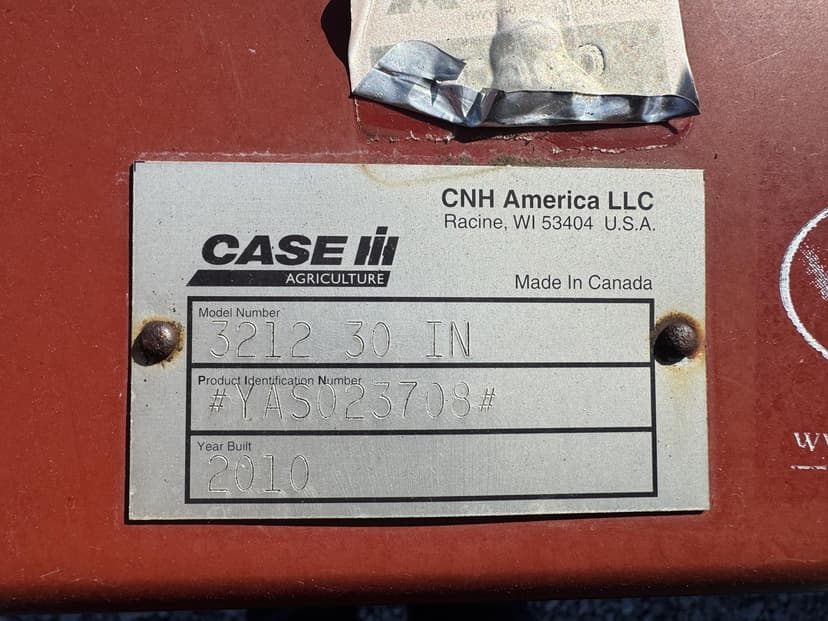 CNH America LLC
Racine, WI 53404 U.S.A.
CASE IH
AGRICULTURE
Made In Canada
Model Number
3212 30 IN
Product Identification Number
#YAS023708#
Year Built
2010